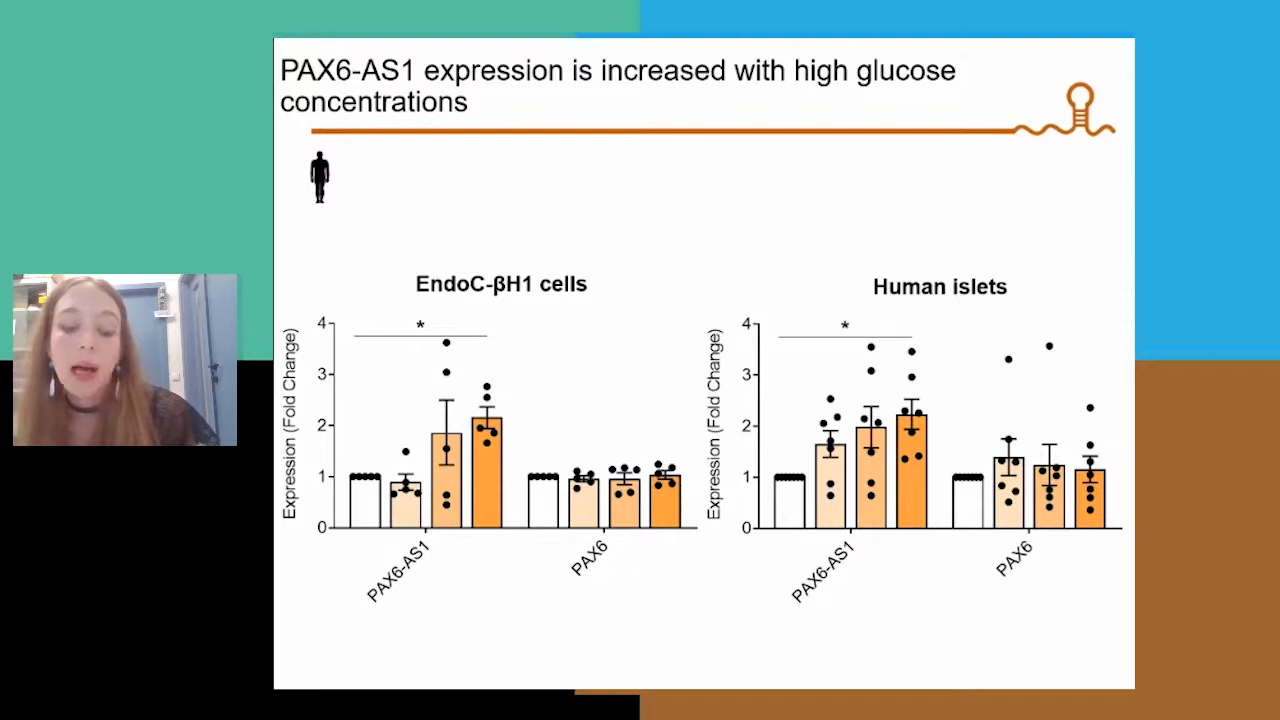 PAX6-AS1 expression is increased with high glucose
concentrations
EndoC-βH1 cells
Expression (Fold Change)
4
3
2
1
0
*
PAX6-AS1
PAX6
Human islets
Expression (Fold Change)
4
3
2
1
0
*
PAX6-AS1
PAX6